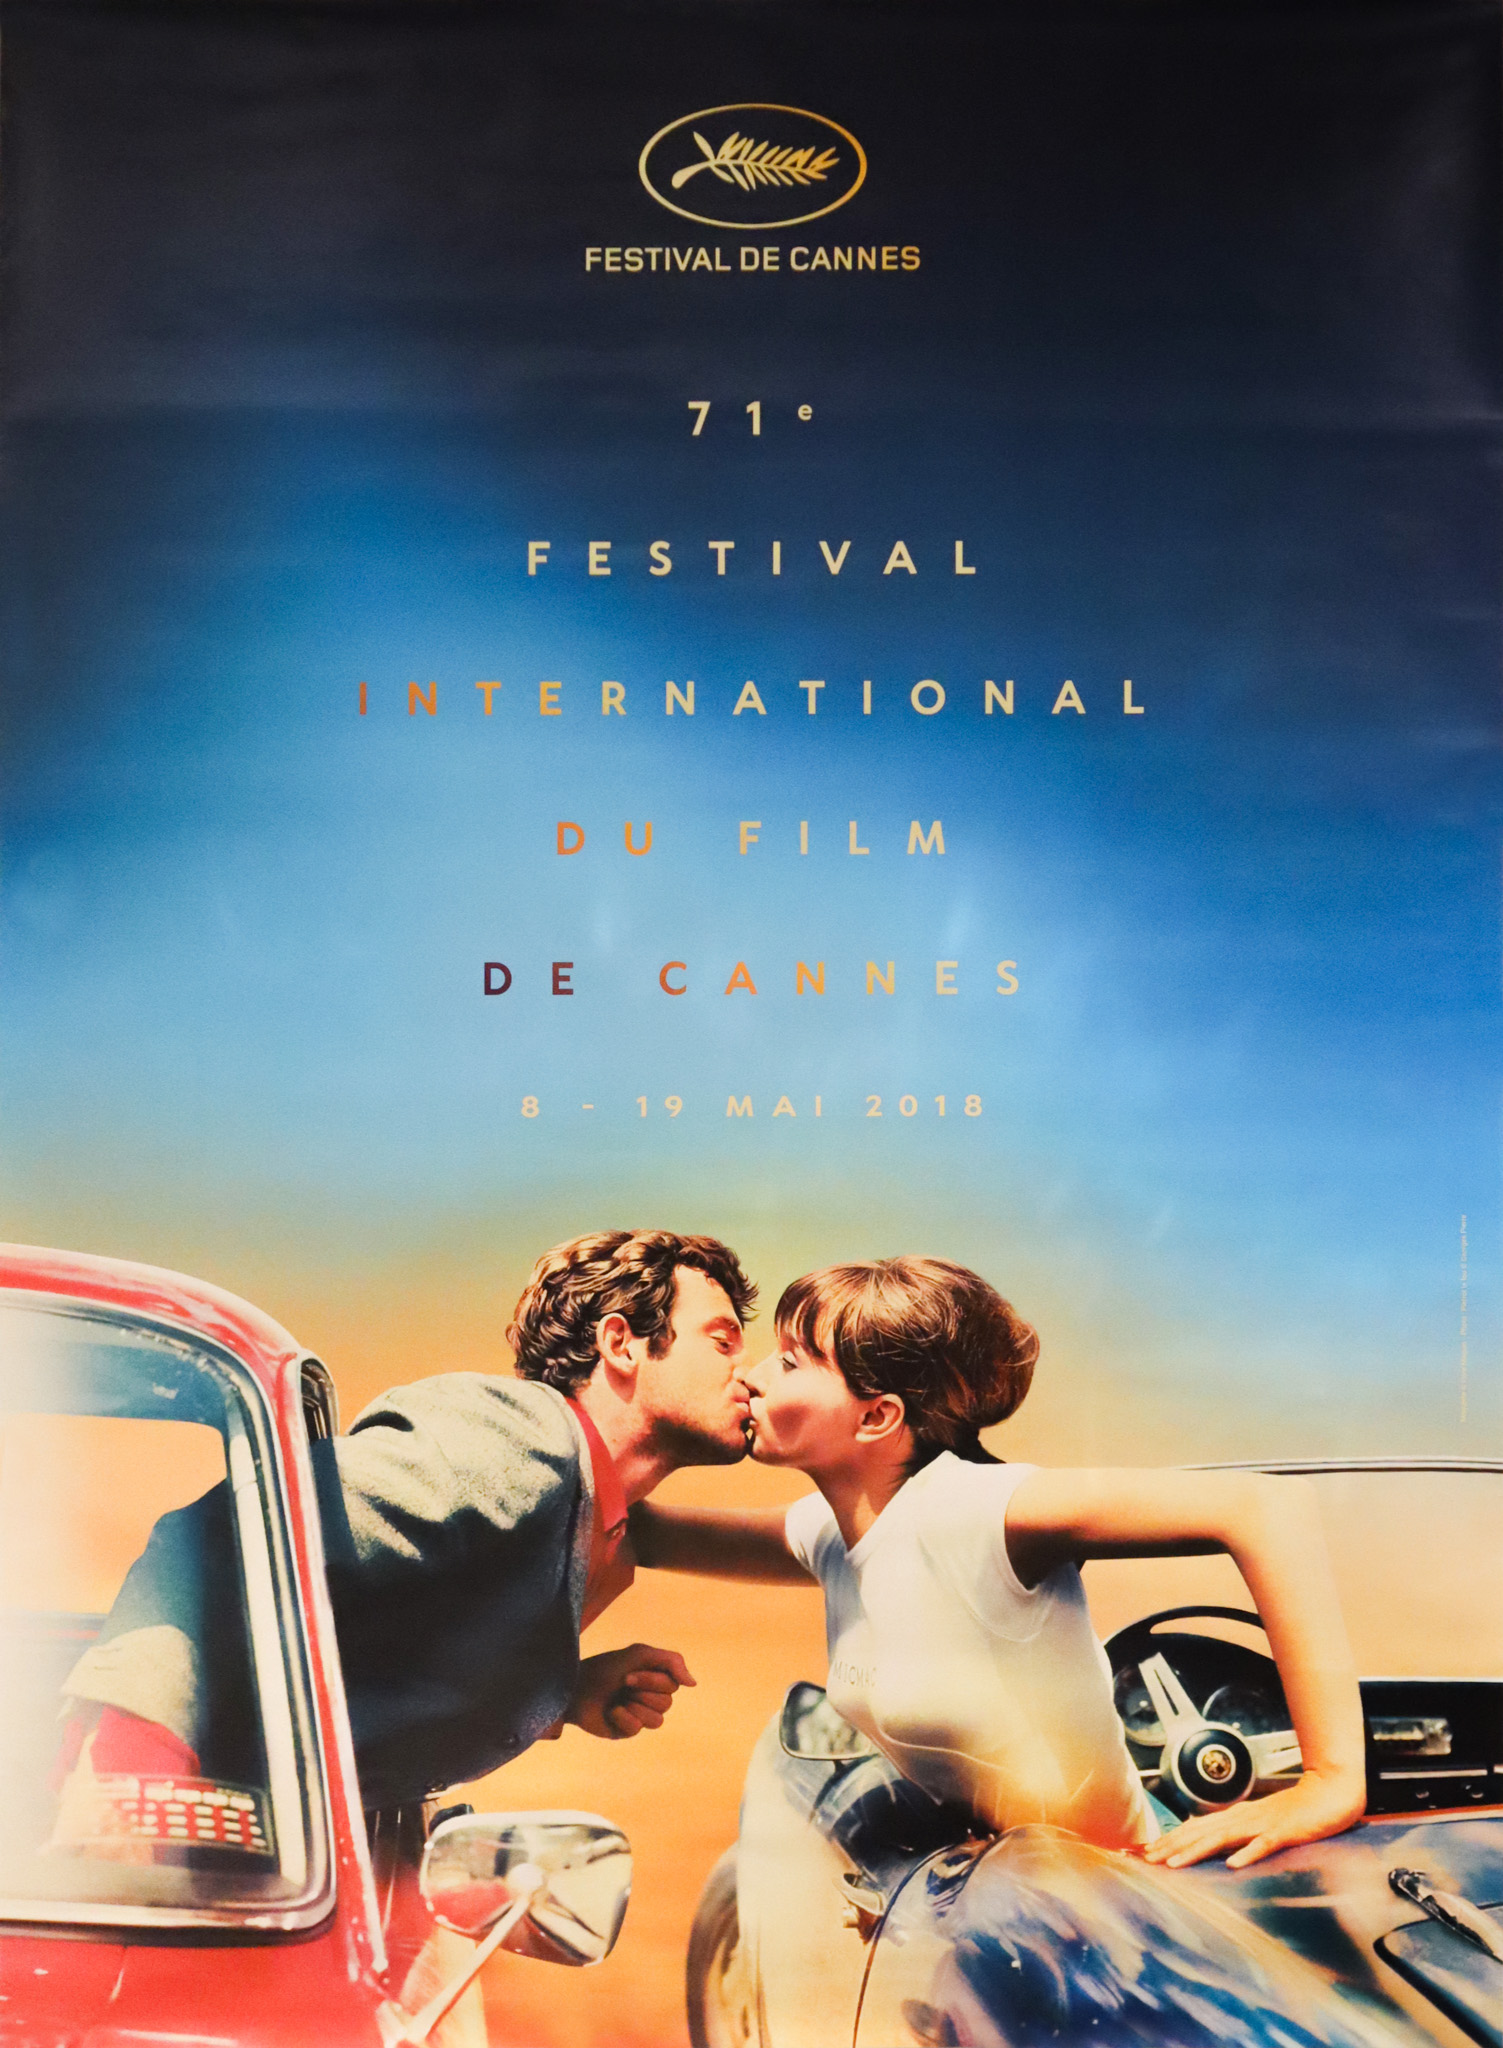 FESTIVAL DE CANNES
71e
FESTIVAL
INTERNATIONAL
DU FILM
DE CANNES
8 - 19 MAI 2018